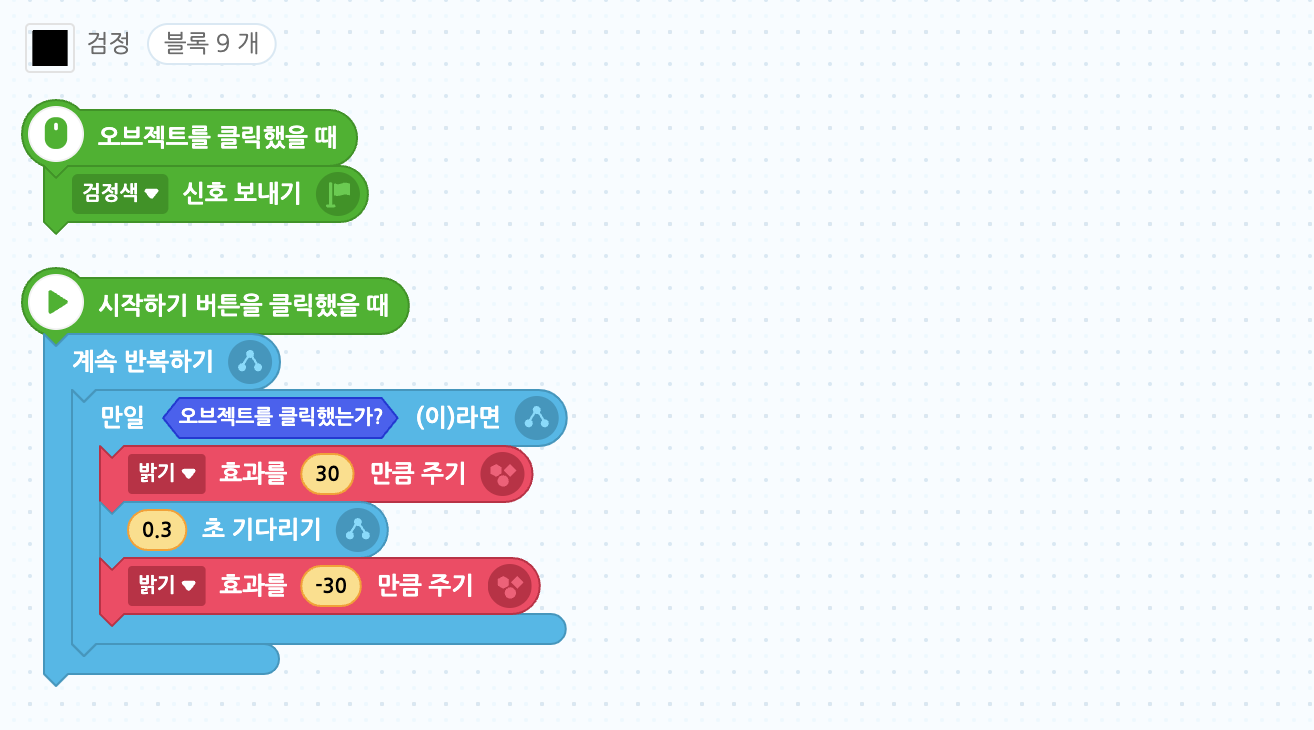 검정 블록 9 개
오브젝트를 클릭했을 때
검정색 신호 보내기
시작하기 버튼을 클릭했을 때
계속 반복하기
만일 오브젝트를 클릭했는가? (이)라면
밝기 효과를 30 만큼 주기
0.3 초 기다리기
밝기 효과를 -30 만큼 주기